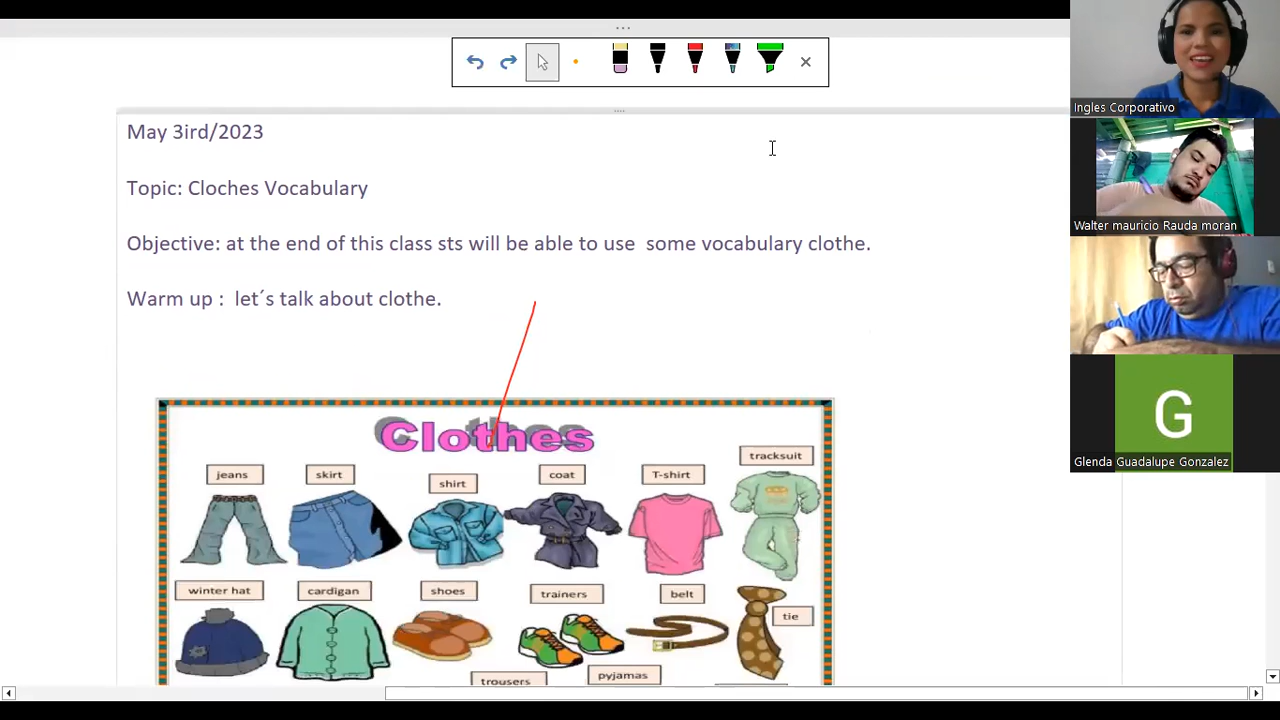 May 3ird/2023
Topic: Cloches Vocabulary
Objective: at the end of this class sts will be able to use some vocabulary clothe.
Warm up : let´s talk about clothe.
Clothes
jeans
skirt
shirt
coat
T-shirt
tracksuit
winter hat
cardigan
shoes
trainers
belt
tie
trousers
pyjamas
Ingles Corporativo
Walter mauricio Rauda moran
G
Glenda Guadalupe Gonzalez